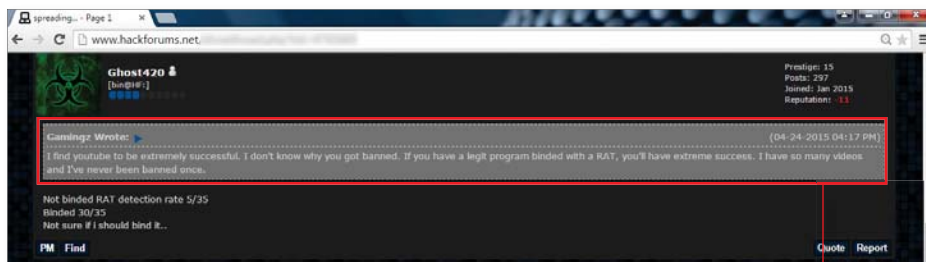 spreading... - Page 1
www.hackforums.net.
Ghost420
[bin@HF:]
Prestige: 15
Posts: 297
Joined: Jan 2015
Reputation: -11
Gamingz Wrote:
(04-24-2015 04:17 PM)
I find youtube to be extremely successful. I don't know why you got banned. If you have a legit program binded with a RAT, you'll have extreme success. I have so many videos
and I've never been banned once.
Not binded RAT detection rate 5/35
Binded 30/35
Not sure if i should bind it..
PM Find
Quote Report